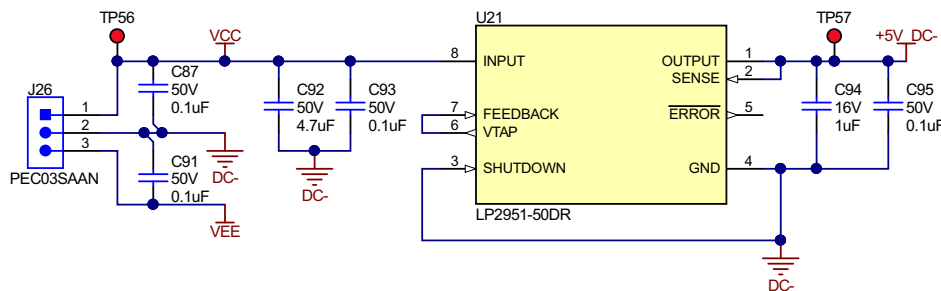 TP56
J26
1
2
3
PEC03SAAN
C87
50V
0.1uF
C91
50V
0.1uF
VCC
DC-
VEE
C92
50V
4.7uF
C93
50V
0.1uF
DC-
U21
8 INPUT
7 FEEDBACK
6 VTAP
3 SHUTDOWN
OUTPUT 1
SENSE 2
ERROR 5
GND 4
LP2951-50DR
TP57
+5V_DC-
C94
16V
1uF
C95
50V
0.1uF
DC-